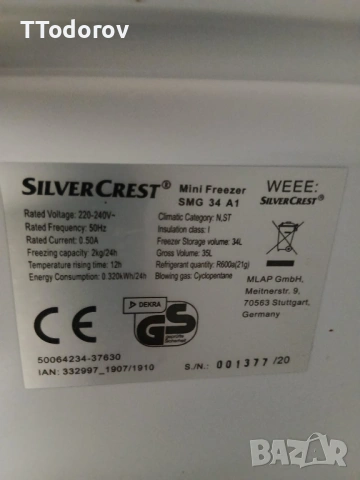 TTodorov
SILVERCREST®
Mini Freezer
SMG 34 A1
WEEE:
SILVERCREST®
Rated Voltage: 220-240V~
Rated Frequency: 50Hz
Rated Current: 0.50A
Freezing capacity: 2kg/24h
Temperature rising time: 12h
Energy Consumption: 0.320kWh/24h
Climatic Category: N,ST
Insulation class: I
Freezer Storage volume: 34L
Gross Volume: 35L
Refrigerant quantity: R600a(21g)
Blowing gas: Cyclopentane
MLAP GmbH,
Meitnerstr. 9,
70563 Stuttgart,
Germany
CE
DEKRA
GS
geprüfte
Sicherheit
50064234-37630
IAN: 332997_1907/1910
S./N.: 001377/20
BAZAR